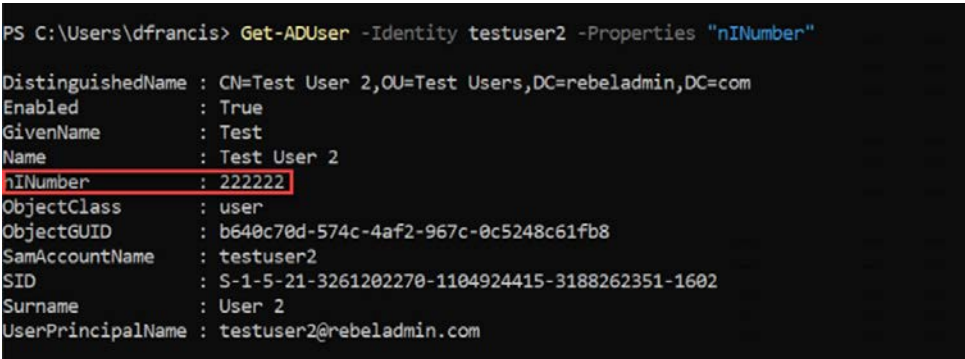 PS C:\Users\dfrancis> Get-ADUser -Identity testuser2 -Properties "nINumber"
DistinguishedName : CN=Test User 2,OU=Test Users,DC=rebeladmin,DC=com
Enabled           : True
GivenName         : Test
Name              : Test User 2
nINumber          : 222222
ObjectClass       : user
ObjectGUID        : b640c70d-574c-4af2-967c-0c5248c61fb8
SamAccountName    : testuser2
SID               : S-1-5-21-3261202270-1104924415-3188262351-1602
Surname           : User 2
UserPrincipalName : testuser2@rebeladmin.com